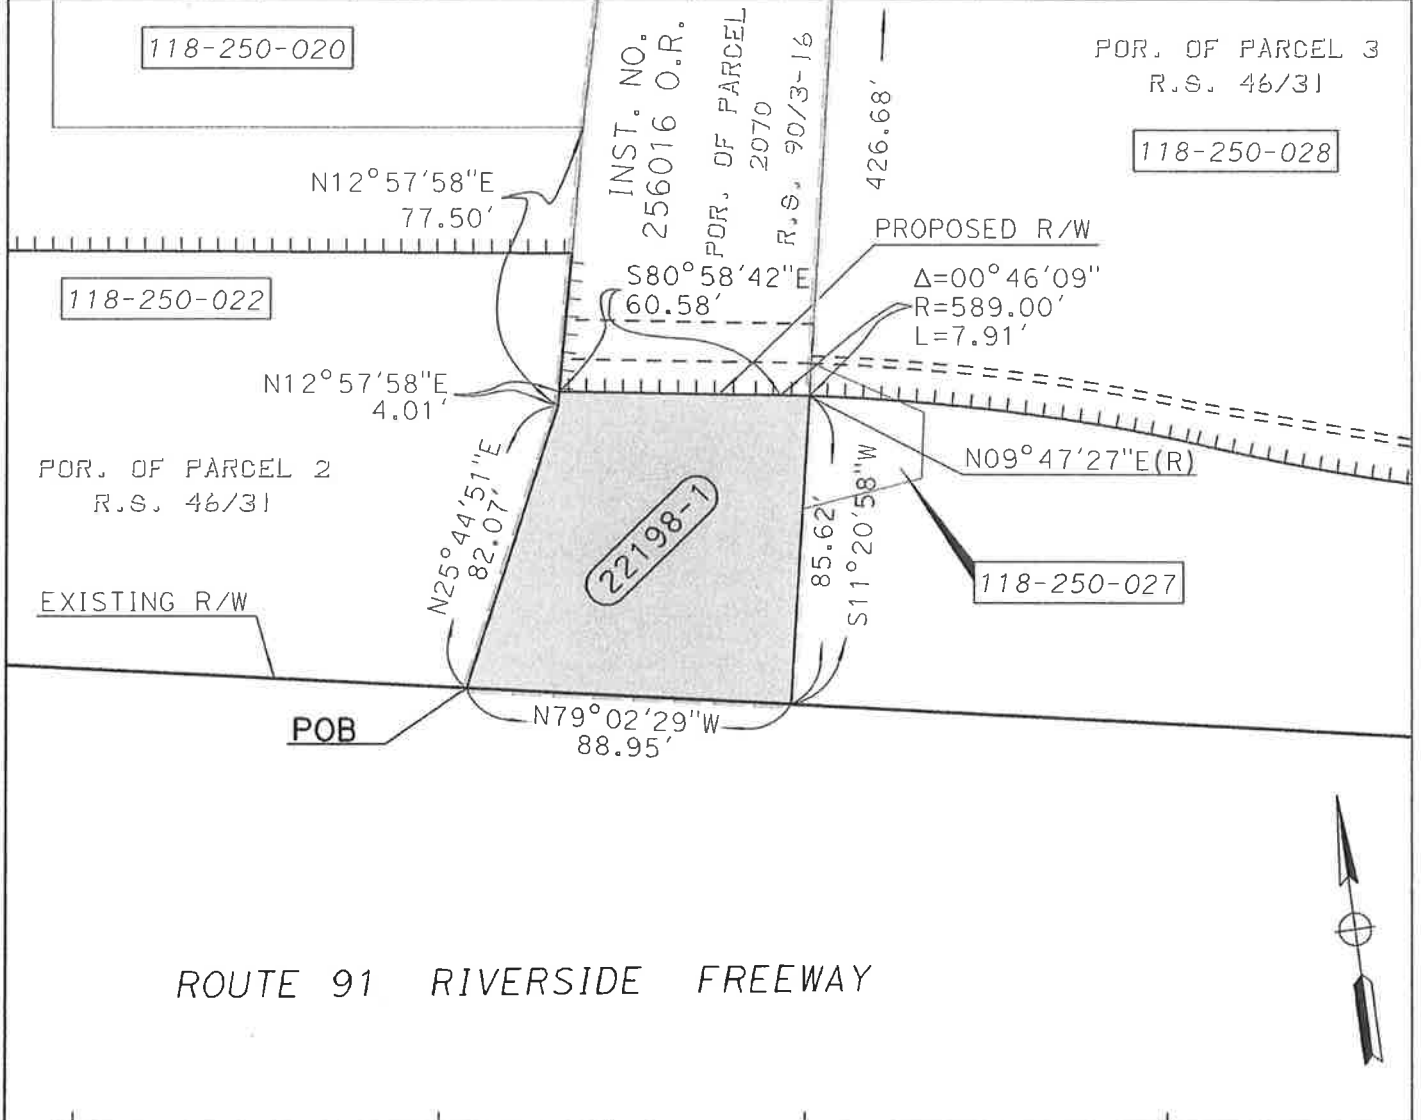 118-250-020
INST. NO.
256016 O.R.
POR. OF PARCEL
2070
R.S. 90/3-16
426.68'
POR. OF PARCEL 3
R.S. 46/31
118-250-028
N12°57'58"E
77.50'
PROPOSED R/W
118-250-022
S80°58'42"E
60.58'
Δ=00°46'09"
R=589.00'
L=7.91'
N12°57'58"E
4.01'
POR. OF PARCEL 2
R.S. 46/31
N25°44'51"E
82.07'
22198-1
85.62'
S11°20'58"W
N09°47'27"E(R)
118-250-027
EXISTING R/W
POB
N79°02'29"W
88.95'
ROUTE 91 RIVERSIDE FREEWAY